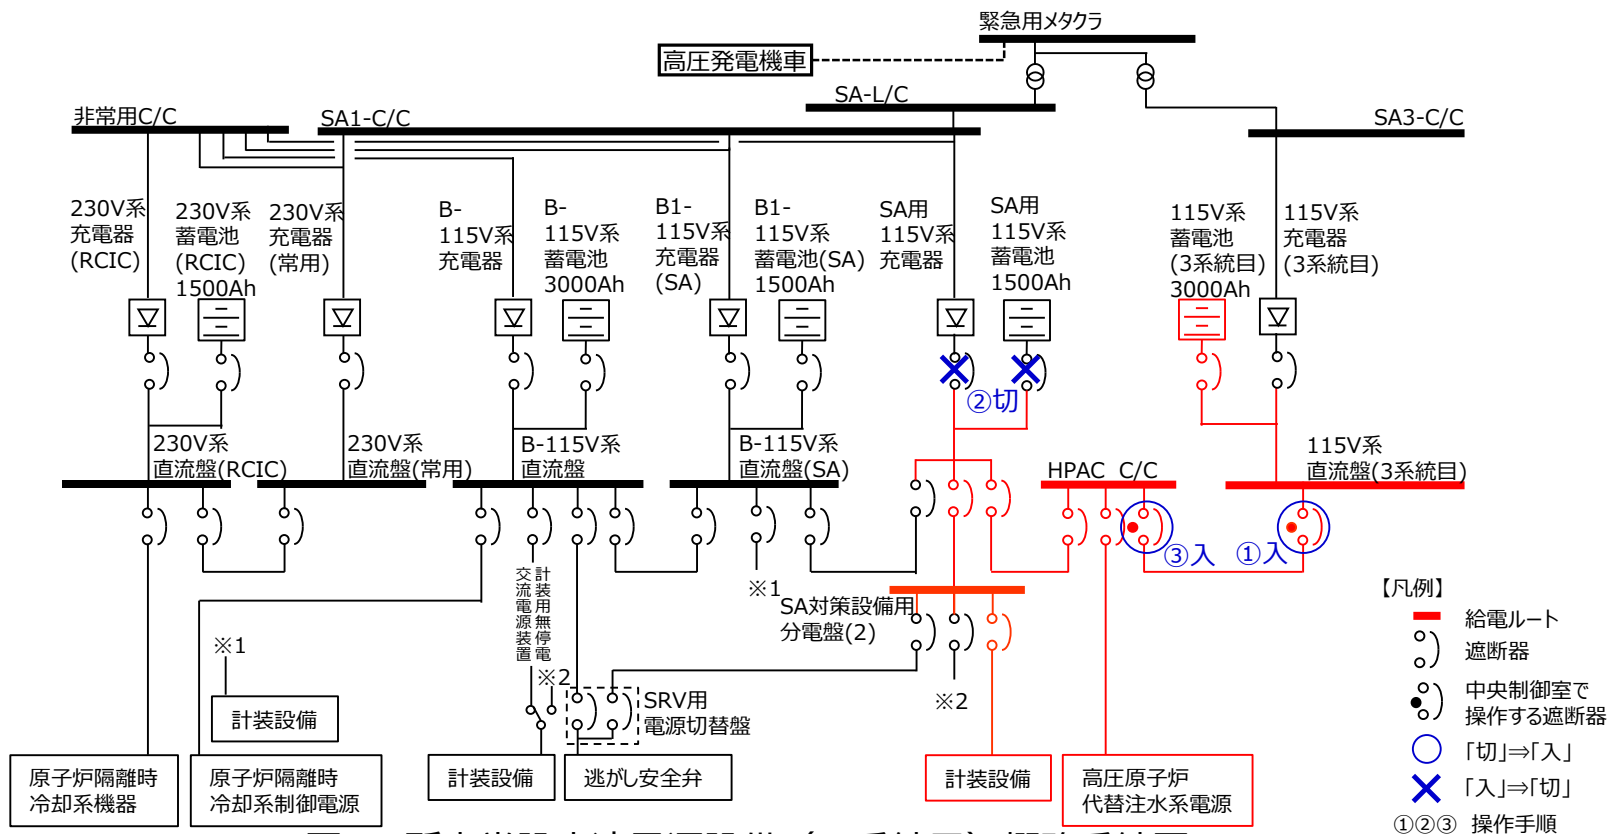 緊急用メタクラ
高圧発電機車
SA-L/C
非常用C/C
SA1-C/C
SA3-C/C
230V系
充電器
(RCIC)
230V系
蓄電池
(RCIC)
1500Ah
230V系
充電器
(常用)
B-
115V系
充電器
B-
115V系
蓄電池
3000Ah
B1-
115V系
充電器
(SA)
B1-
115V系
蓄電池(SA)
1500Ah
SA用
115V系
充電器
SA用
115V系
蓄電池
1500Ah
115V系
蓄電池
(3系統目)
3000Ah
115V系
充電器
(3系統目)
②切
230V系
直流盤(RCIC)
230V系
直流盤(常用)
B-115V系
直流盤
B-115V系
直流盤(SA)
HPAC C/C
115V系
直流盤(3系統目)
③入
①入
計装用無停電
交流電源装置
※1
SA対策設備用
分電盤(2)
※1
※2
※2
SRV用
電源切替盤
計装設備
原子炉隔離時
冷却系機器
原子炉隔離時
冷却系制御電源
計装設備
逃がし安全弁
計装設備
高圧原子炉
代替注水系電源
【凡例】
給電ルート
遮断器
中央制御室で
操作する遮断器
「切」⇒「入」
「入」⇒「切」
①②③ 操作手順